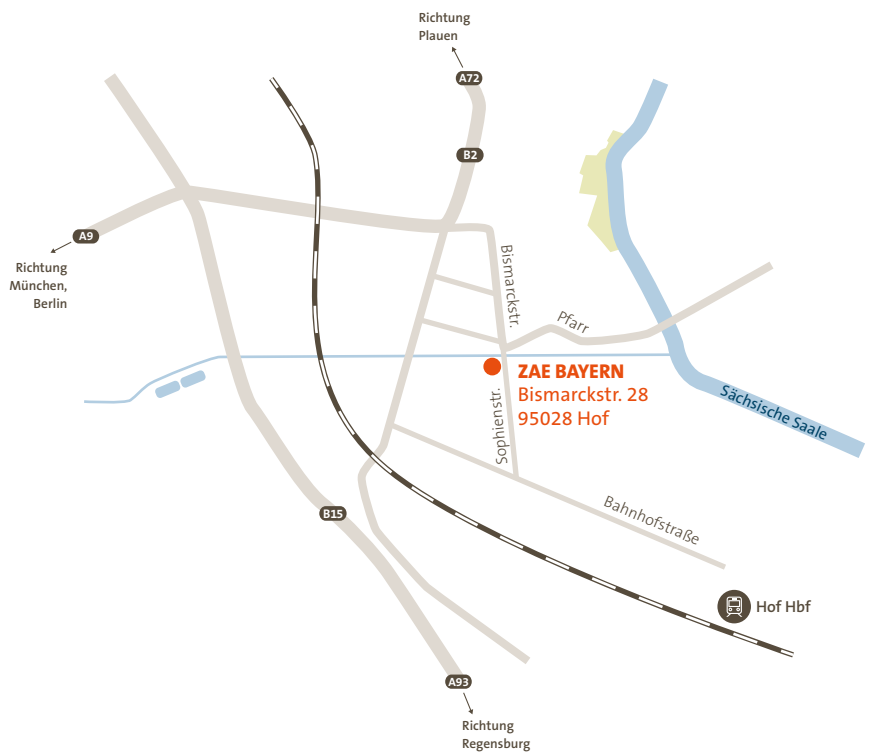 Richtung
Plauen
A72
B2
A9
Richtung
München,
Berlin
Bismarckstr.
Pfarr
ZAE BAYERN
Bismarckstr. 28
95028 Hof
Sophienstr.
Sächsische Saale
Bahnhofstraße
B15
Hof Hbf
A93
Richtung
Regensburg